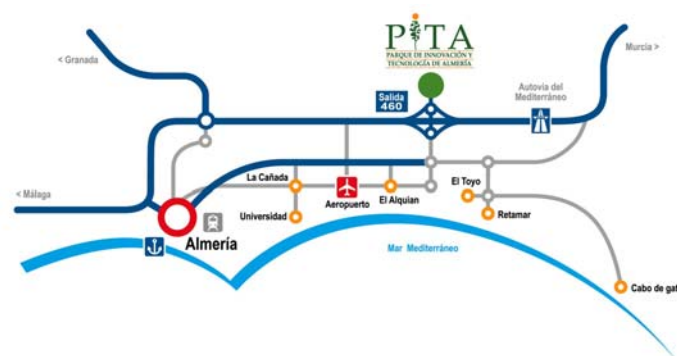 PiTA
PARQUE DE INNOVACIÓN Y
TECNOLOGÍA DE ALMERÍA
< Granada
Murcia >
Salida
460
Autovía del
Mediterráneo
La Cañada
< Málaga
Aeropuerto
El Alquian
El Toyo
Universidad
Retamar
Almería
Mar Mediterráneo
Cabo de gat